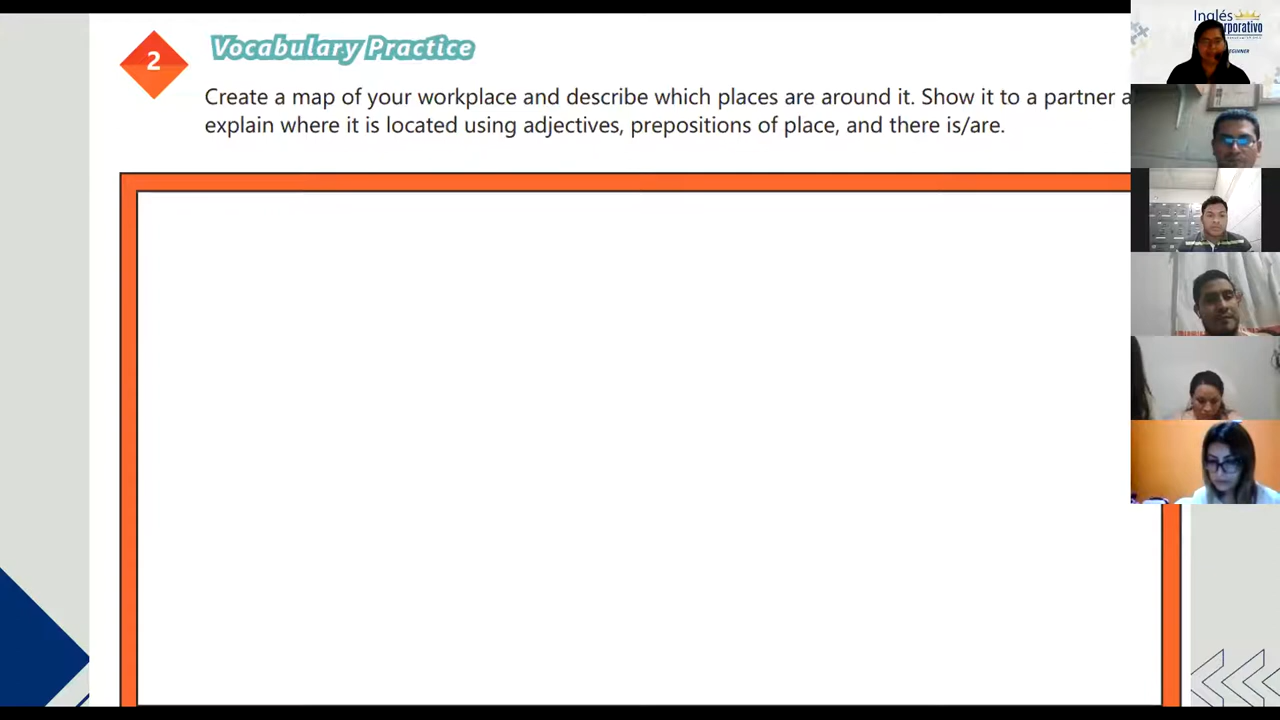 2
Vocabulary Practice
Create a map of your workplace and describe which places are around it. Show it to a partner a
explain where it is located using adjectives, prepositions of place, and there is/are.
Inglés